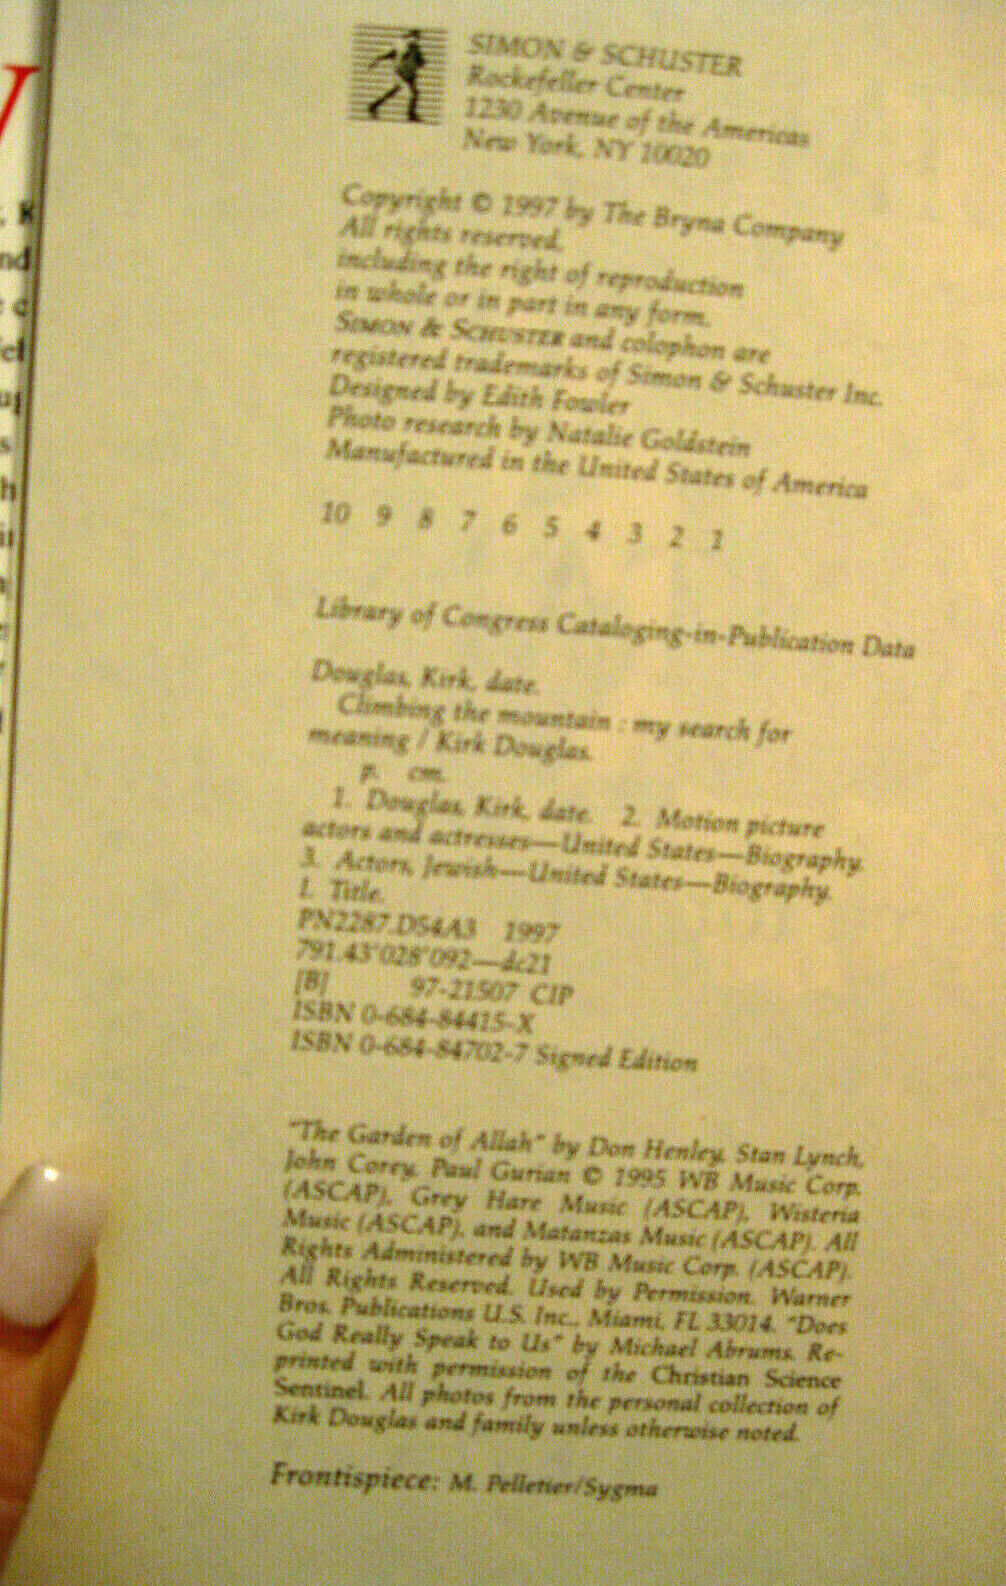 SIMON & SCHUSTER
Rockefeller Center
1230 Avenue of the Americas
New York, NY 10020
Copyright © 1997 by The Bryna Company
All rights reserved,
including the right of reproduction
in whole or in part in any form.
SIMON & SCHUSTER and colophon are
registered trademarks of Simon & Schuster Inc.
Designed by Edith Fowler
Photo research by Natalie Goldstein
Manufactured in the United States of America
10 9 8 7 6 5 4 3 2 1
Library of Congress Cataloging-in-Publication Data
Douglas, Kirk, date.
Climbing the mountain : my search for
meaning / Kirk Douglas.
p. cm.
1. Douglas, Kirk, date. 2. Motion picture
actors and actresses—United States—Biography.
3. Actors, Jewish—United States—Biography.
I. Title.
PN2287.D54A3 1997
791.43'028'092—dc21
[B] 97-21507 CIP
ISBN 0-684-84415-X
ISBN 0-684-84702-7 Signed Edition
"The Garden of Allah" by Don Henley, Stan Lynch,
John Corey, Paul Gurian © 1995 WB Music Corp.
(ASCAP), Grey Hare Music (ASCAP), Wisteria
Music (ASCAP), and Matanzas Music (ASCAP). All
Rights Administered by WB Music Corp. (ASCAP).
All Rights Reserved. Used by Permission. Warner
Bros. Publications U.S. Inc., Miami, FL 33014. "Does
God Really Speak to Us" by Michael Abrums. Re-
printed with permission of the Christian Science
Sentinel. All photos from the personal collection of
Kirk Douglas and family unless otherwise noted.
Frontispiece: M. Pelletier/Sygma